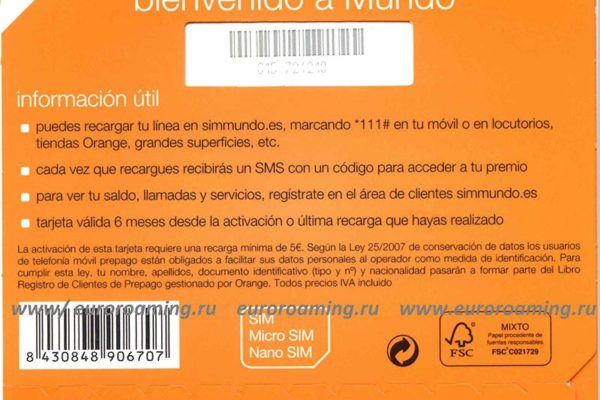 bienvenido a Mundo
información útil
puedes recargar tu línea en simmundo.es, marcando *111# en tu móvil o en locutorios,
tiendas Orange, grandes superficies, etc.
cada vez que recargues recibirás un SMS con un código para acceder a tu premio
para ver tu saldo, llamadas y servicios, regístrate en el área de clientes simmundo.es
tarjeta válida 6 meses desde la activación o última recarga que hayas realizado
La activación de esta tarjeta requiere una recarga mínima de 5€. Según la Ley 25/2007 de conservación de datos los usuarios
de telefonía móvil prepago están obligados a facilitar sus datos personales al operador como medida de identificación. Para
cumplir esta ley, tu nombre, apellidos, documento identificativo (tipo y nº) y nacionalidad pasarán a formar parte del Libro
Registro de Clientes de Prepago gestionado por Orange. Todos precios IVA incluido
www./ euroroaming.ru
www./ euroroaming.ru
8 430848 906707
SIM
Micro SIM
Nano SIM
FSC
MIXTO
Papel procedente de
fuentes responsables
FSC® C021729